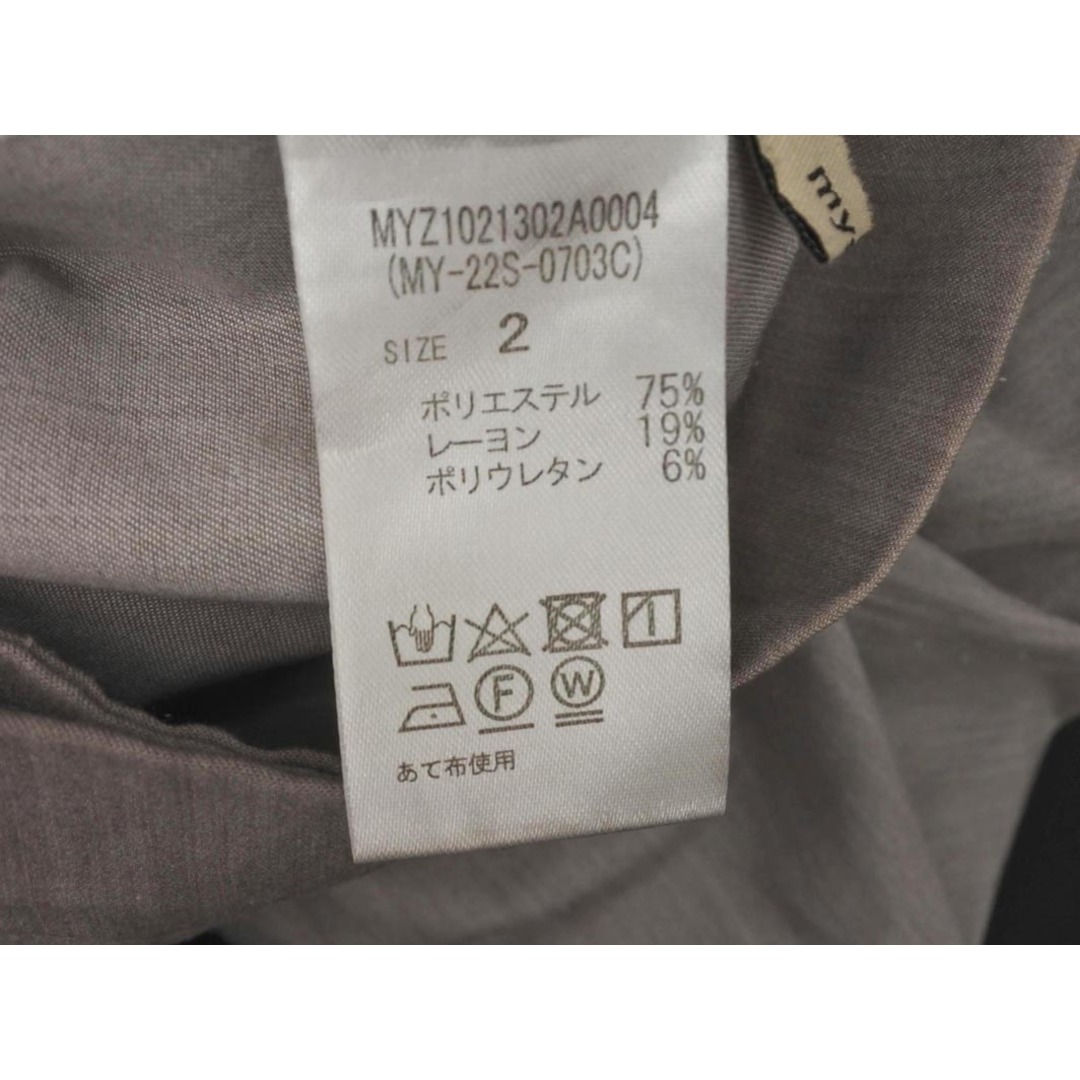 MYZ1021302A0004
(MY-22S-0703C)
SIZE 2
ポリエステル 75%
レーヨン 19%
ポリウレタン 6%
F W
あて布使用
my